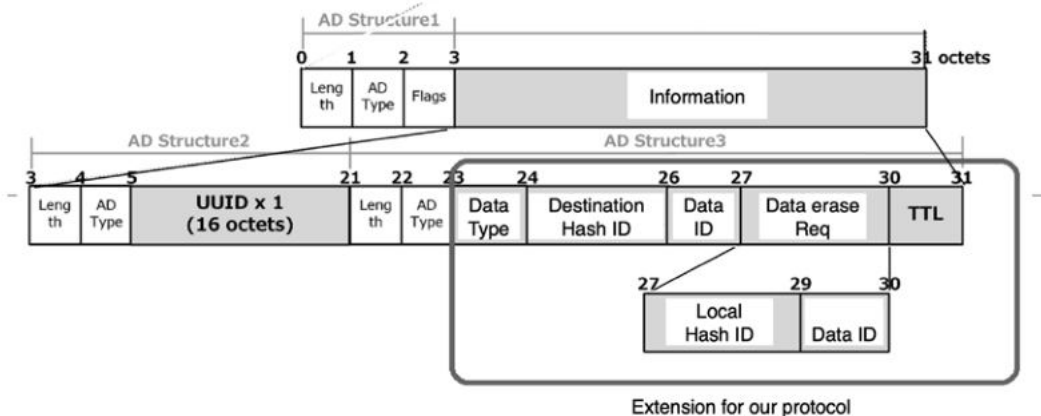 AD Structure1
0 1 2 3 31 octets
Leng
th
AD
Type
Flags
Information
AD Structure2
AD Structure3
3 4 5 21 22 23 24 26 27 30 31
Leng
th
AD
Type
UUID x 1
(16 octets)
Leng
th
AD
Type
Data
Type
Destination
Hash ID
Data
ID
Data erase
Req
TTL
27 29 30
Local
Hash ID
Data ID
Extension for our protocol